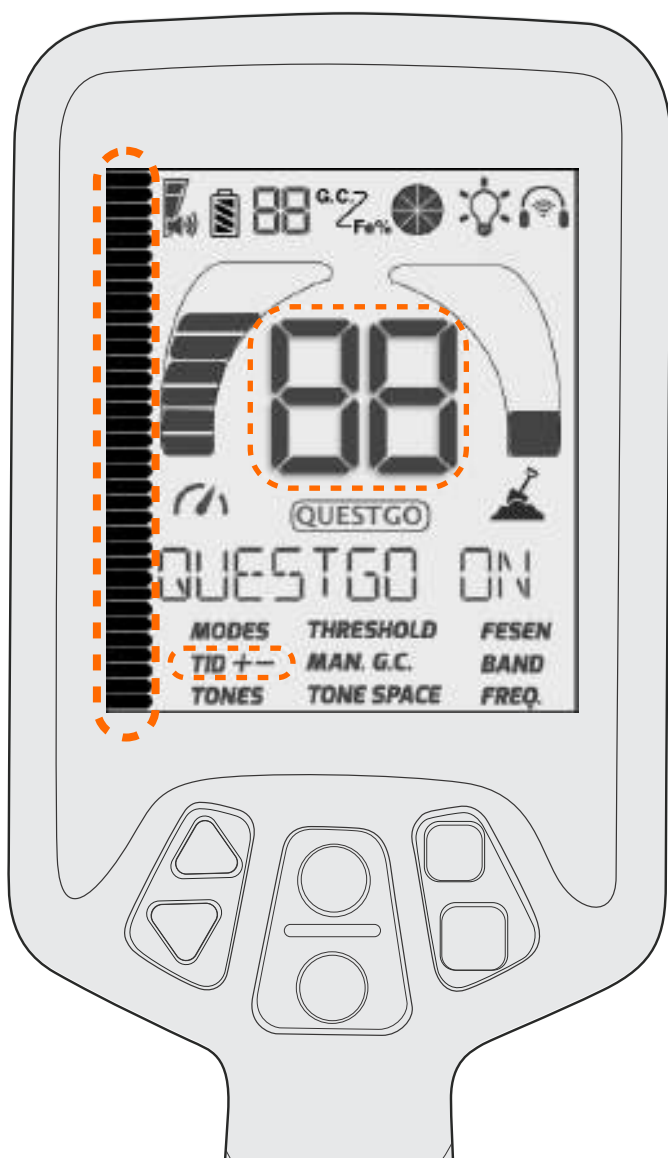 88 G.C. Fe%
88
QUESTGO
QUESTGO ON
MODES THRESHOLD FESEN
TID +− MAN. G.C. BAND
TONES TONE SPACE FREQ.